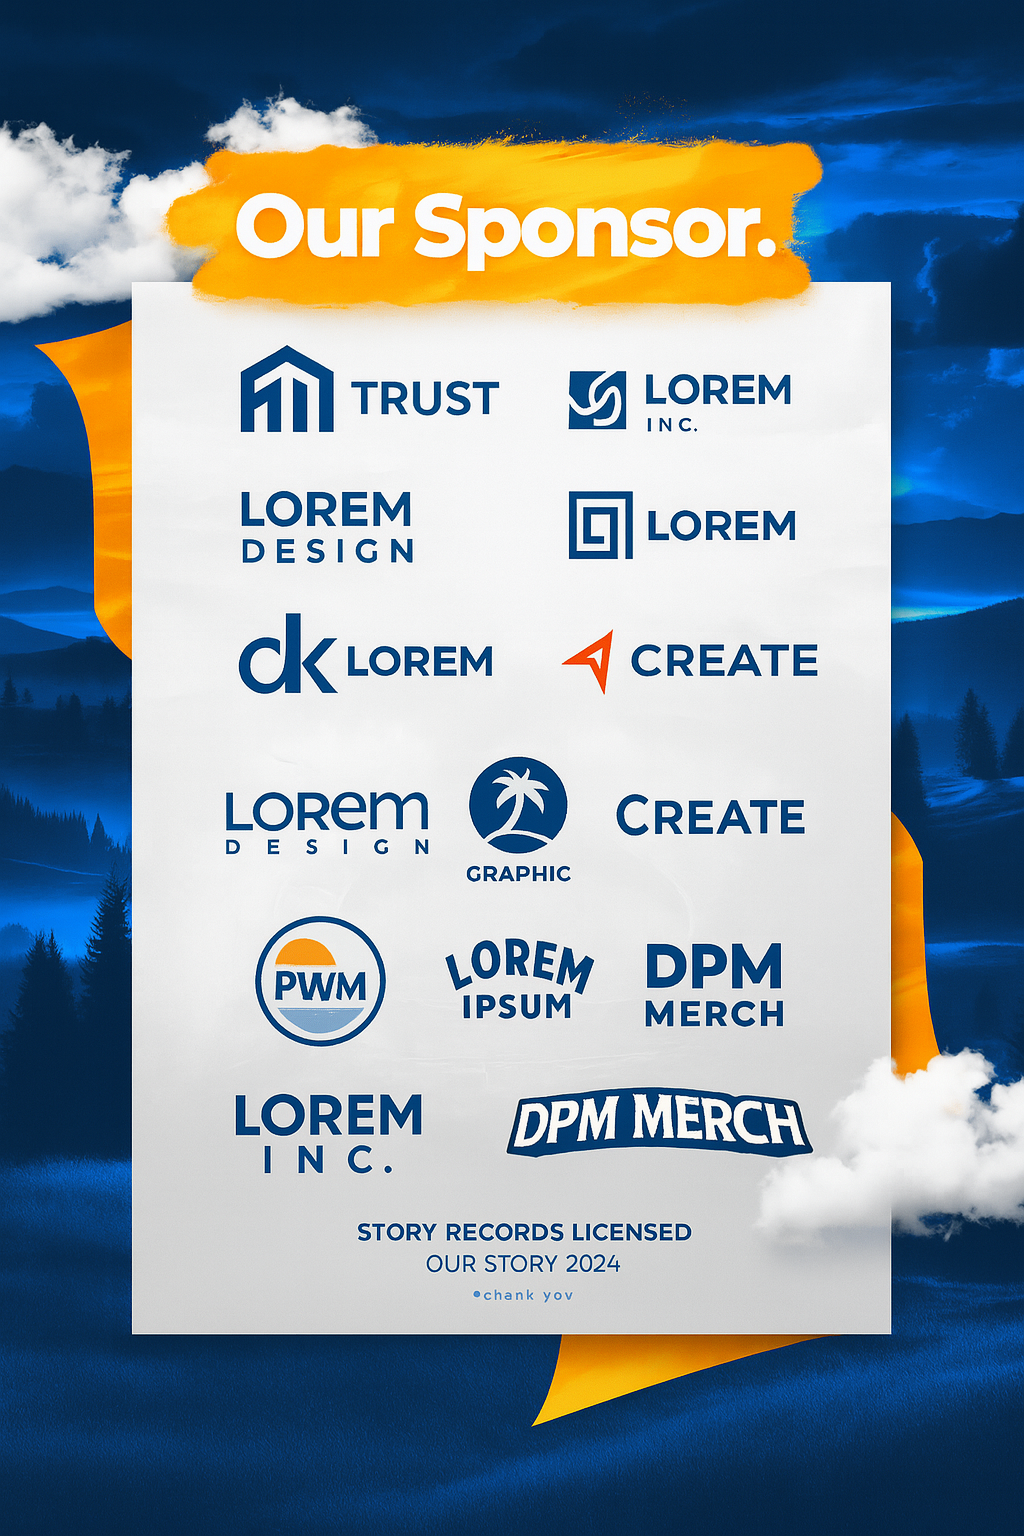 Our Sponsor.
TRUST
LOREM
INC.
LOREM
DESIGN
LOREM
dk LOREM
CREATE
LOREM
DESIGN
GRAPHIC
CREATE
PWM
LOREM
IPSUM
DPM
MERCH
LOREM
INC.
DPM MERCH
STORY RECORDS LICENSED
OUR STORY 2024
•chank yov